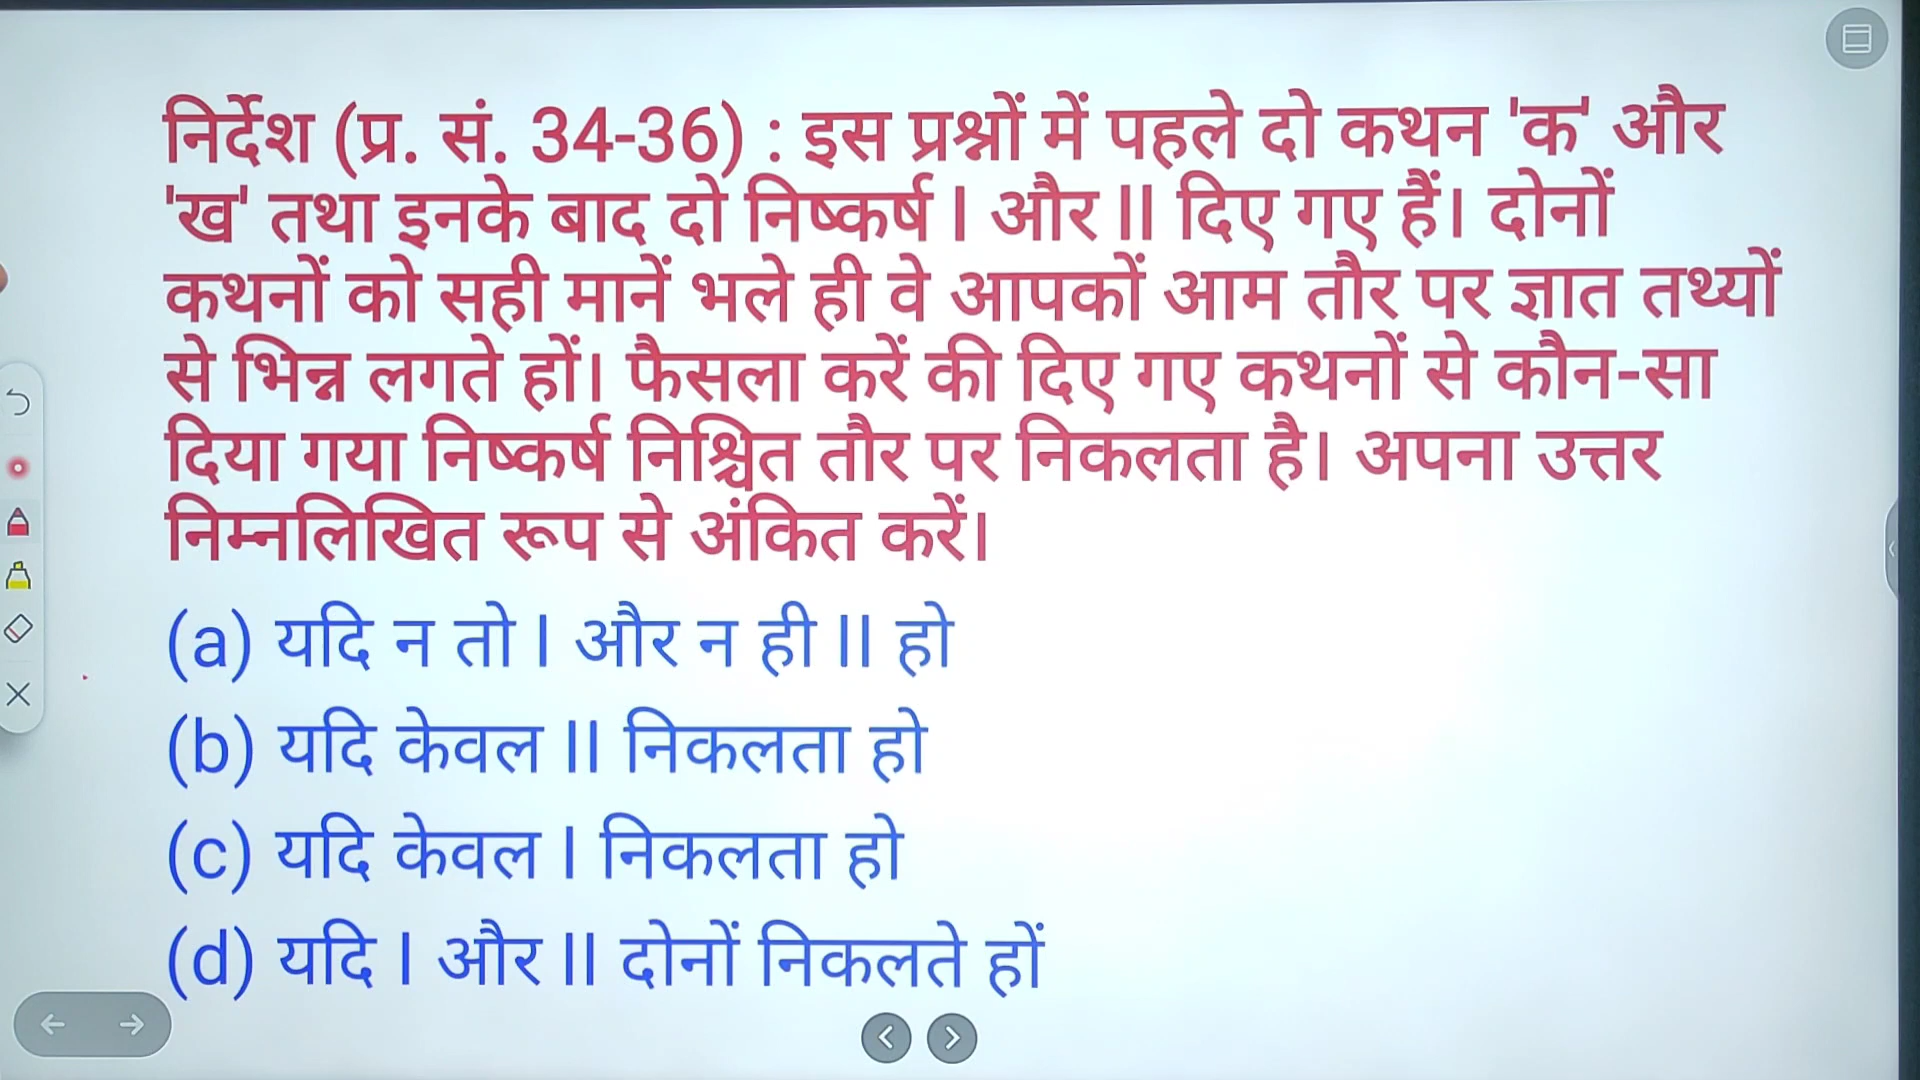 निर्देश (प्र. सं. 34-36) : इस प्रश्नों में पहले दो कथन 'क' और
'ख' तथा इनके बाद दो निष्कर्ष I और II दिए गए हैं। दोनों
कथनों को सही मानें भले ही वे आपकों आम तौर पर ज्ञात तथ्यों
से भिन्न लगते हों। फैसला करें की दिए गए कथनों से कौन-सा
दिया गया निष्कर्ष निश्चित तौर पर निकलता है। अपना उत्तर
निम्नलिखित रूप से अंकित करें।
(a) यदि न तो I और न ही II हो
(b) यदि केवल II निकलता हो
(c) यदि केवल I निकलता हो
(d) यदि I और II दोनों निकलते हों